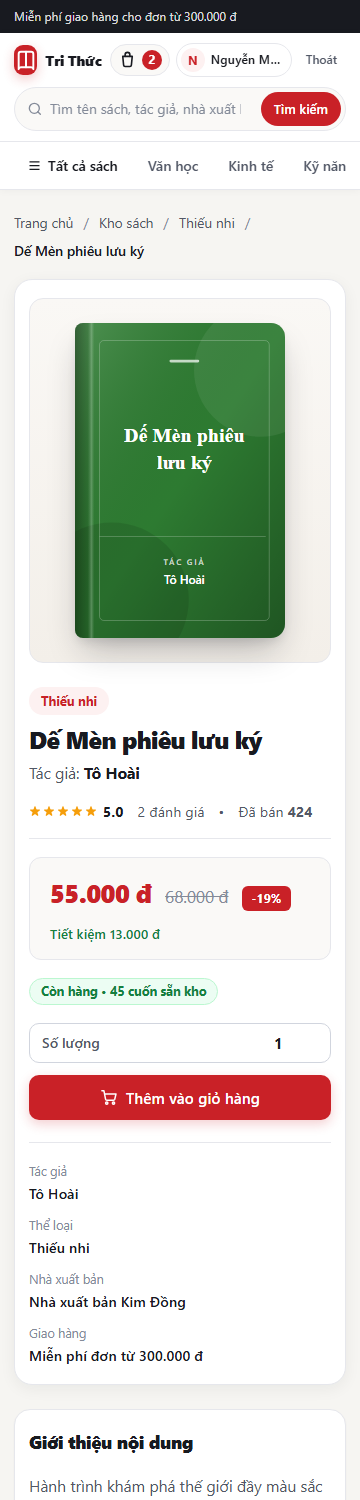 Miễn phí giao hàng cho đơn từ 300.000 đ
Tri Thức
2
N
Nguyễn M...
Thoát
Tìm tên sách, tác giả, nhà xuất
Tìm kiếm
Tất cả sách
Văn học
Kinh tế
Kỹ năn
Trang chủ / Kho sách / Thiếu nhi /
Dế Mèn phiêu lưu ký
Dế Mèn phiêu
lưu ký
TÁC GIẢ
Tô Hoài
Thiếu nhi
Dế Mèn phiêu lưu ký
Tác giả: Tô Hoài
★★★★★ 5.0 2 đánh giá • Đã bán 424
55.000 đ 68.000 đ -19%
Tiết kiệm 13.000 đ
Còn hàng • 45 cuốn sẵn kho
Số lượng 1
Thêm vào giỏ hàng
Tác giả
Tô Hoài
Thể loại
Thiếu nhi
Nhà xuất bản
Nhà xuất bản Kim Đồng
Giao hàng
Miễn phí đơn từ 300.000 đ
Giới thiệu nội dung
Hành trình khám phá thế giới đầy màu sắc